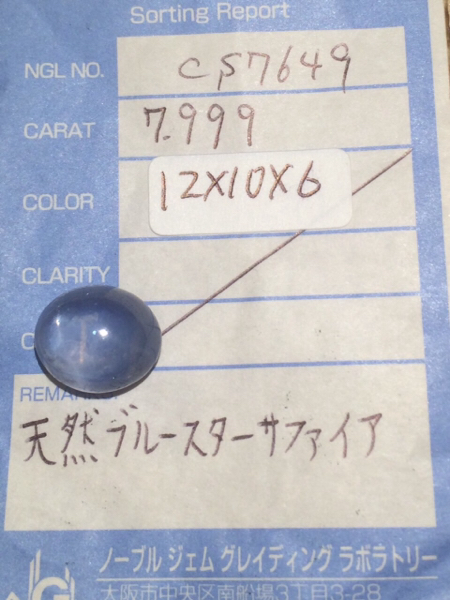 Sorting Report
NGL NO. CS7649
CARAT 7.999
12X10X6
COLOR
CLARITY
C
REMARKS
天然ブルースターサファイア
ノーブル ジェム グレイディング ラボラトリー
大阪市中央区南船場3丁目3-28
NGL